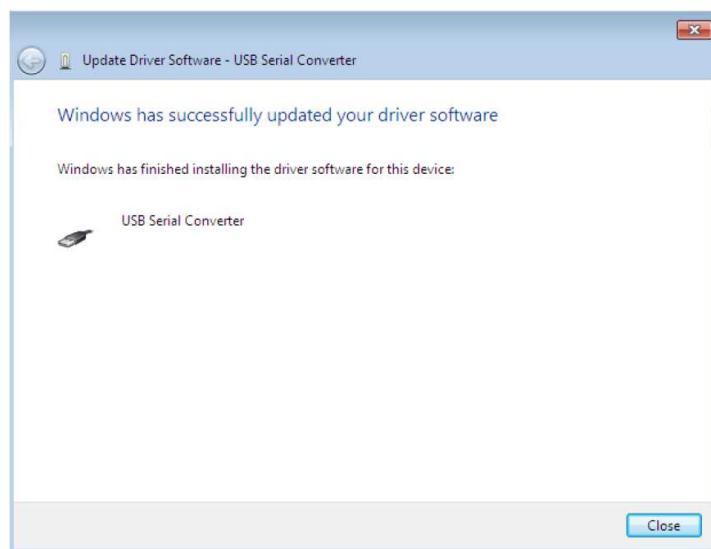 Update Driver Software - USB Serial Converter
Windows has successfully updated your driver software
Windows has finished installing the driver software for this device:
USB Serial Converter
Close